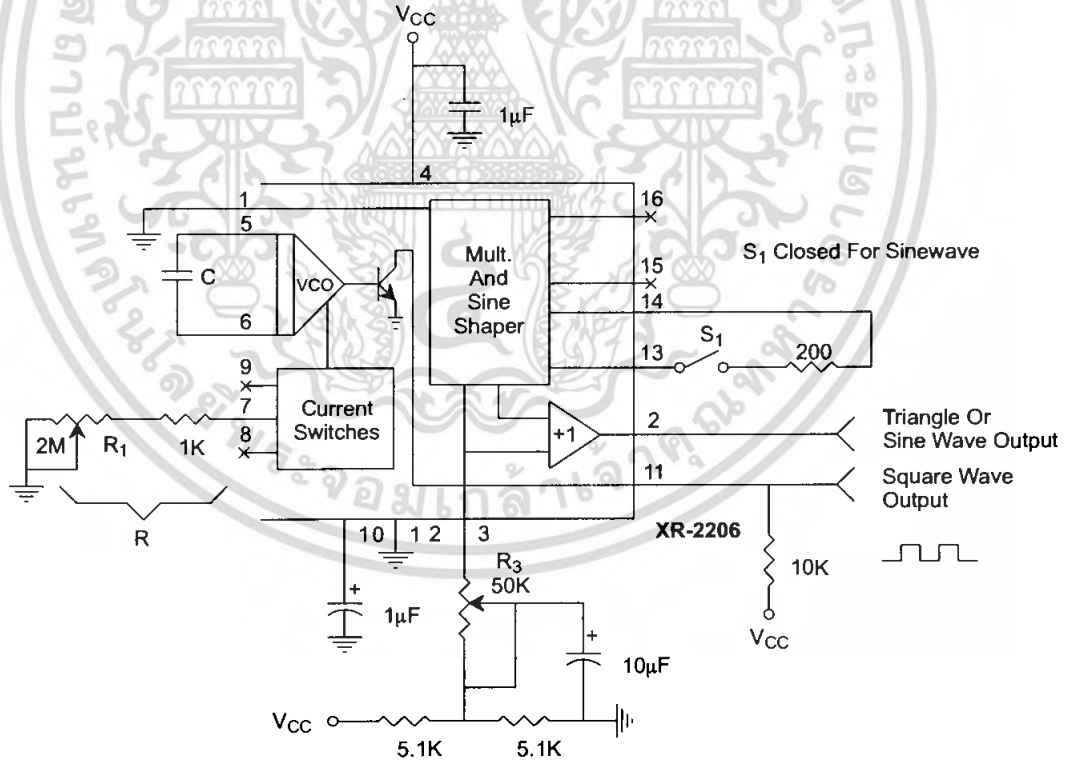 VCC
1µF
4
1
16
5
Mult.
And
Sine
Shaper
S1 Closed For Sinewave
C
VCO
15
14
6
S1
13
200
9
Current
Switches
7
2M
R1
1K
8
+1
2
Triangle Or
Sine Wave Output
11
Square Wave
Output
R
10
1 2
3
XR-2206
R3
50K
10K
+
1µF
+
10µF
VCC
VCC
5.1K
5.1K